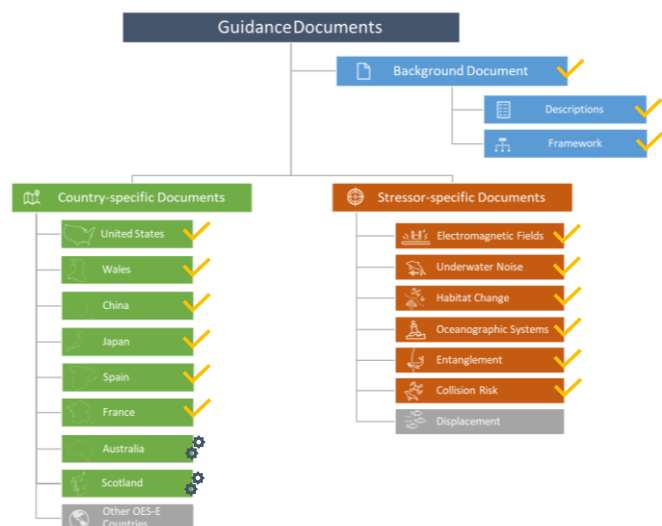 Guidance Documents
Background Document
Descriptions
Framework
Country-specific Documents
United States
Wales
China
Japan
Spain
France
Australia
Scotland
Other OES-E
Countries
Stressor-specific Documents
Electromagnetic Fields
Underwater Noise
Habitat Change
Oceanographic Systems
Entanglement
Collision Risk
Displacement